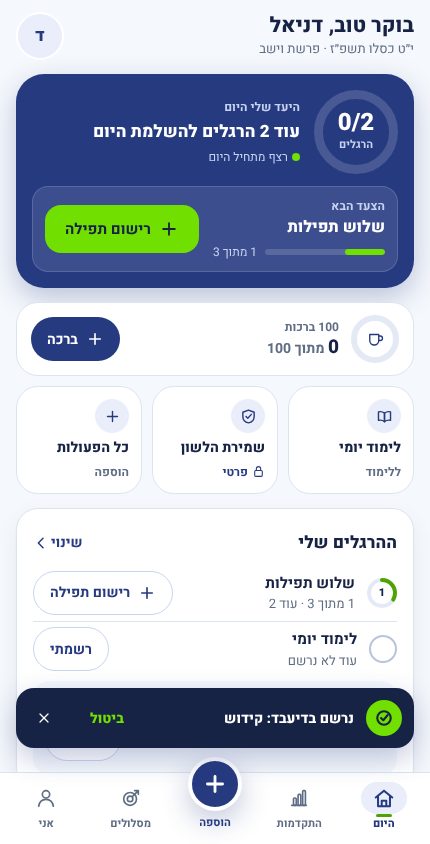 בוקר טוב, דניאל
ד
י״ט כסלו תשפ״ז · פרשת וישב
0/2
הרגלים
היעד שלי היום
עוד 2 הרגלים להשלמת היום
רצף מתחיל היום
הצעד הבא
שלוש תפילות
1 מתוך 3
רישום תפילה
100 ברכות
0 מתוך 100
ברכה
לימוד יומי
ללימוד
שמירת הלשון
פרטי
כל הפעולות
הוספה
ההרגלים שלי
שינוי
1
שלוש תפילות
1 מתוך 3 · עוד 2
רישום תפילה
לימוד יומי
עוד לא נרשם
רשמתי
נרשם בדיעבד: קידוש
ביטול
היום
התקדמות
הוספה
מסלולים
אני